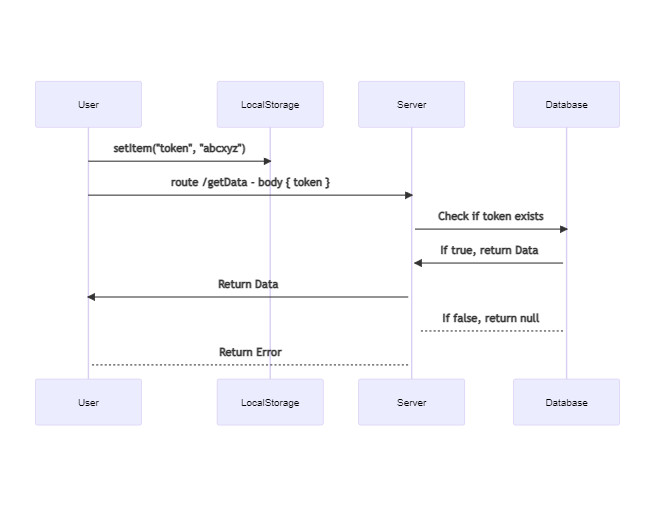 User
LocalStorage
Server
Database
setItem("token", "abcxyz")
route /getData - body { token }
Check if token exists
If true, return Data
Return Data
If false, return null
Return Error
User
LocalStorage
Server
Database